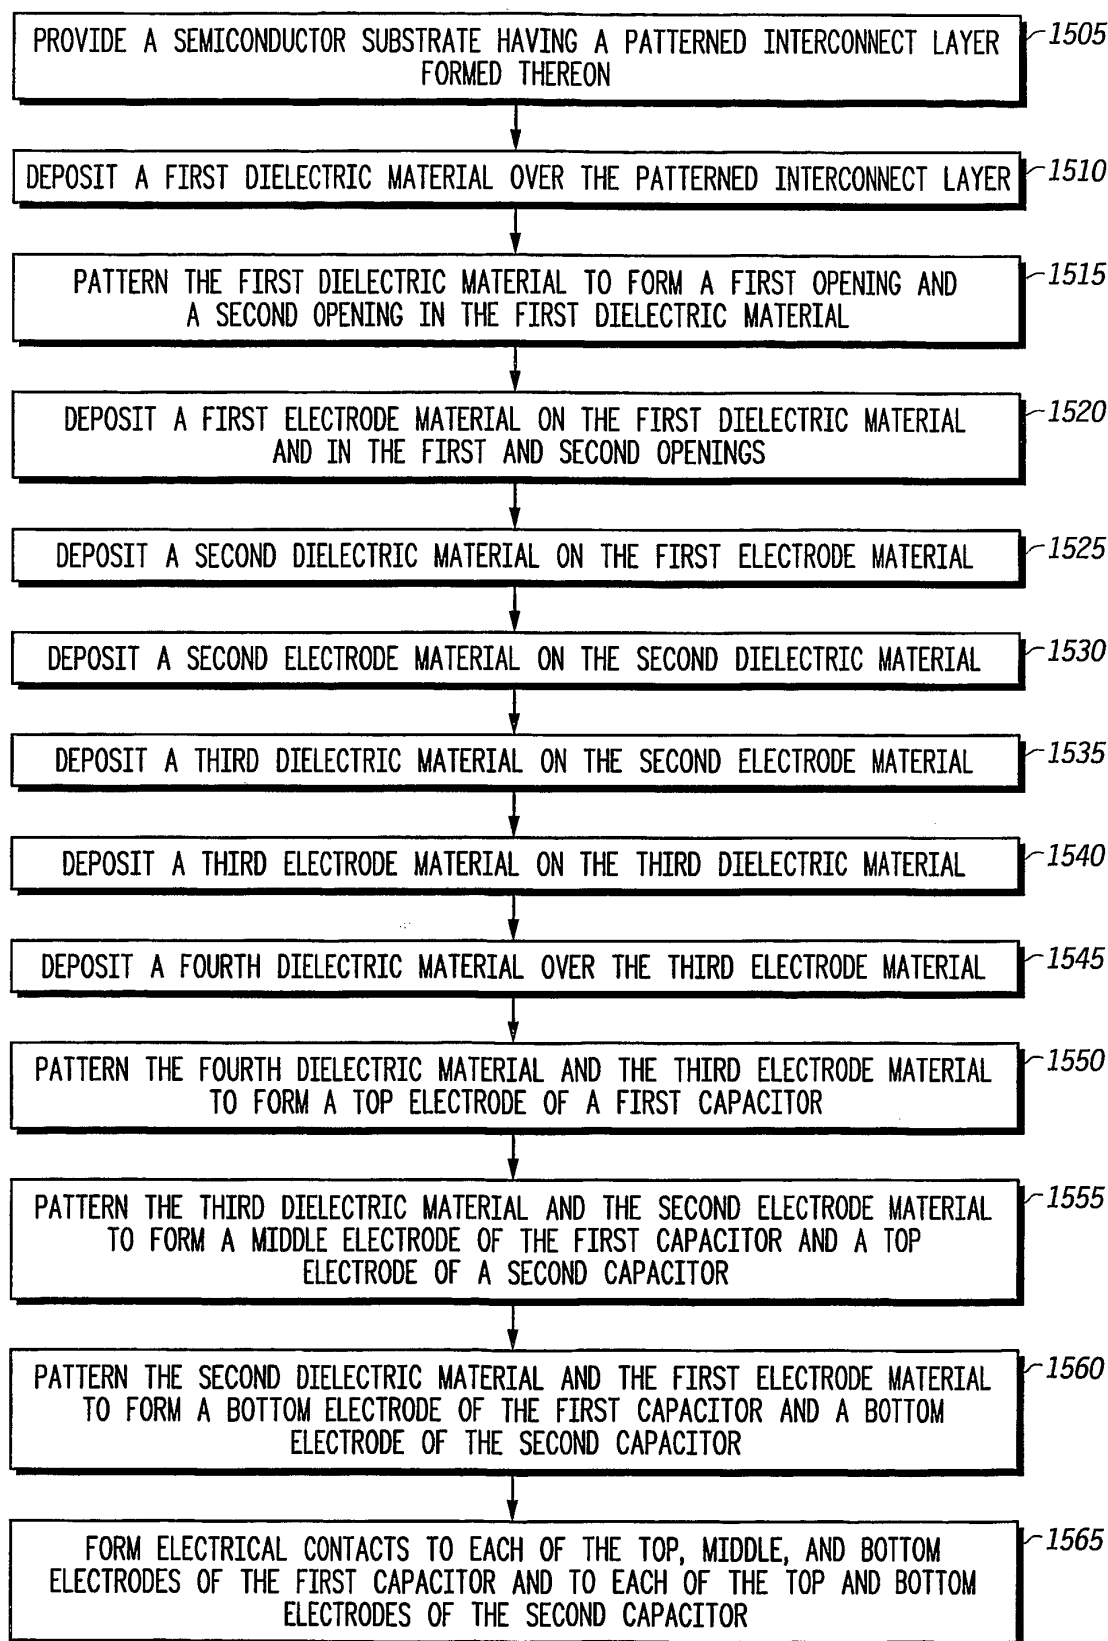 PROVIDE A SEMICONDUCTOR SUBSTRATE HAVING A PATTERNED INTERCONNECT LAYER
FORMED THEREON
1505
DEPOSIT A FIRST DIELECTRIC MATERIAL OVER THE PATTERNED INTERCONNECT LAYER
1510
PATTERN THE FIRST DIELECTRIC MATERIAL TO FORM A FIRST OPENING AND
A SECOND OPENING IN THE FIRST DIELECTRIC MATERIAL
1515
DEPOSIT A FIRST ELECTRODE MATERIAL ON THE FIRST DIELECTRIC MATERIAL
AND IN THE FIRST AND SECOND OPENINGS
1520
DEPOSIT A SECOND DIELECTRIC MATERIAL ON THE FIRST ELECTRODE MATERIAL
1525
DEPOSIT A SECOND ELECTRODE MATERIAL ON THE SECOND DIELECTRIC MATERIAL
1530
DEPOSIT A THIRD DIELECTRIC MATERIAL ON THE SECOND ELECTRODE MATERIAL
1535
DEPOSIT A THIRD ELECTRODE MATERIAL ON THE THIRD DIELECTRIC MATERIAL
1540
DEPOSIT A FOURTH DIELECTRIC MATERIAL OVER THE THIRD ELECTRODE MATERIAL
1545
PATTERN THE FOURTH DIELECTRIC MATERIAL AND THE THIRD ELECTRODE MATERIAL
TO FORM A TOP ELECTRODE OF A FIRST CAPACITOR
1550
PATTERN THE THIRD DIELECTRIC MATERIAL AND THE SECOND ELECTRODE MATERIAL
TO FORM A MIDDLE ELECTRODE OF THE FIRST CAPACITOR AND A TOP
ELECTRODE OF A SECOND CAPACITOR
1555
PATTERN THE SECOND DIELECTRIC MATERIAL AND THE FIRST ELECTRODE MATERIAL
TO FORM A BOTTOM ELECTRODE OF THE FIRST CAPACITOR AND A BOTTOM
ELECTRODE OF THE SECOND CAPACITOR
1560
FORM ELECTRICAL CONTACTS TO EACH OF THE TOP, MIDDLE, AND BOTTOM
ELECTRODES OF THE FIRST CAPACITOR AND TO EACH OF THE TOP AND BOTTOM
ELECTRODES OF THE SECOND CAPACITOR
1565